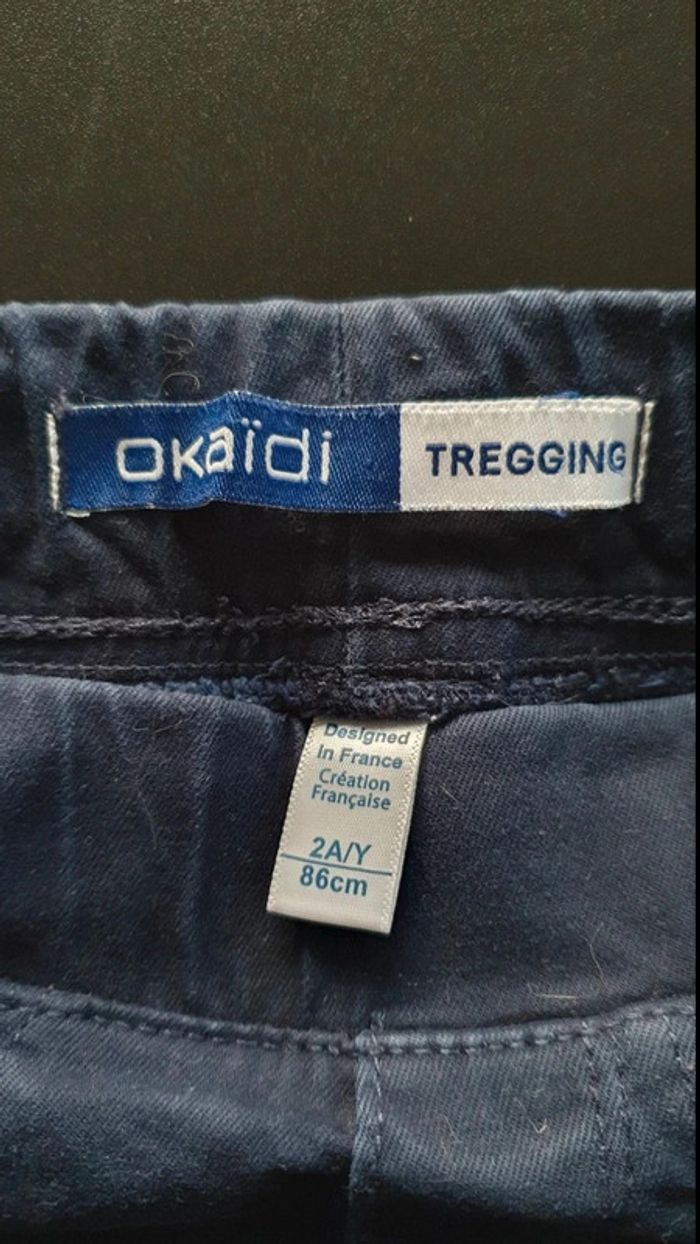 oKaïdi TREGGING
Designed
in France
Création
Française
2A/Y
86cm